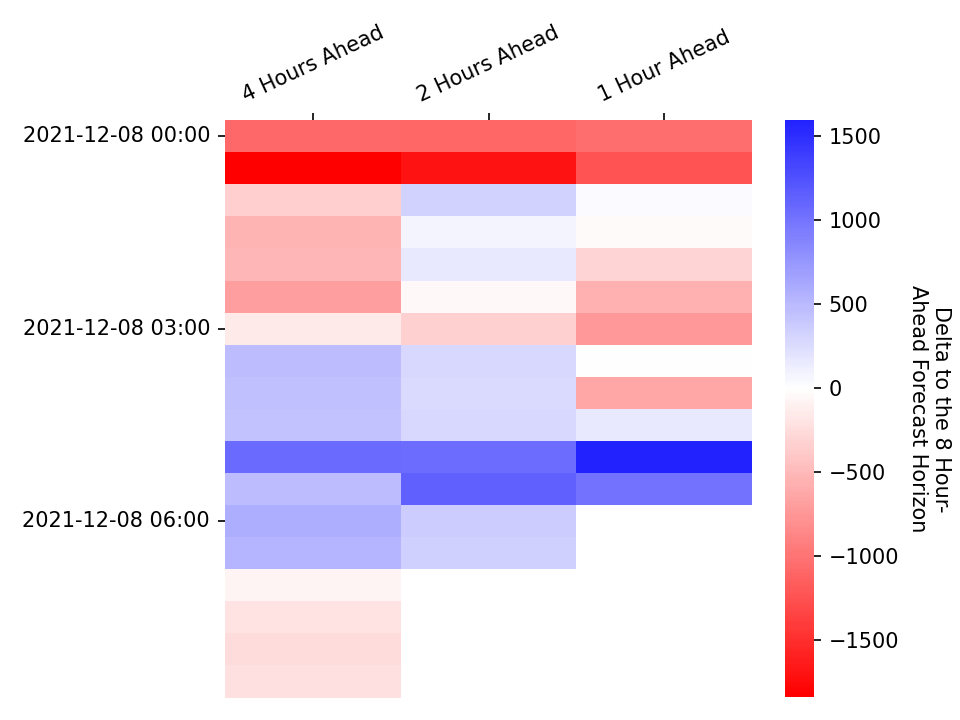 4 Hours Ahead
2 Hours Ahead
1 Hour Ahead
2021-12-08 00:00
2021-12-08 03:00
2021-12-08 06:00
1500
1000
500
0
−500
−1000
−1500
Delta to the 8 Hour-
Ahead Forecast Horizon